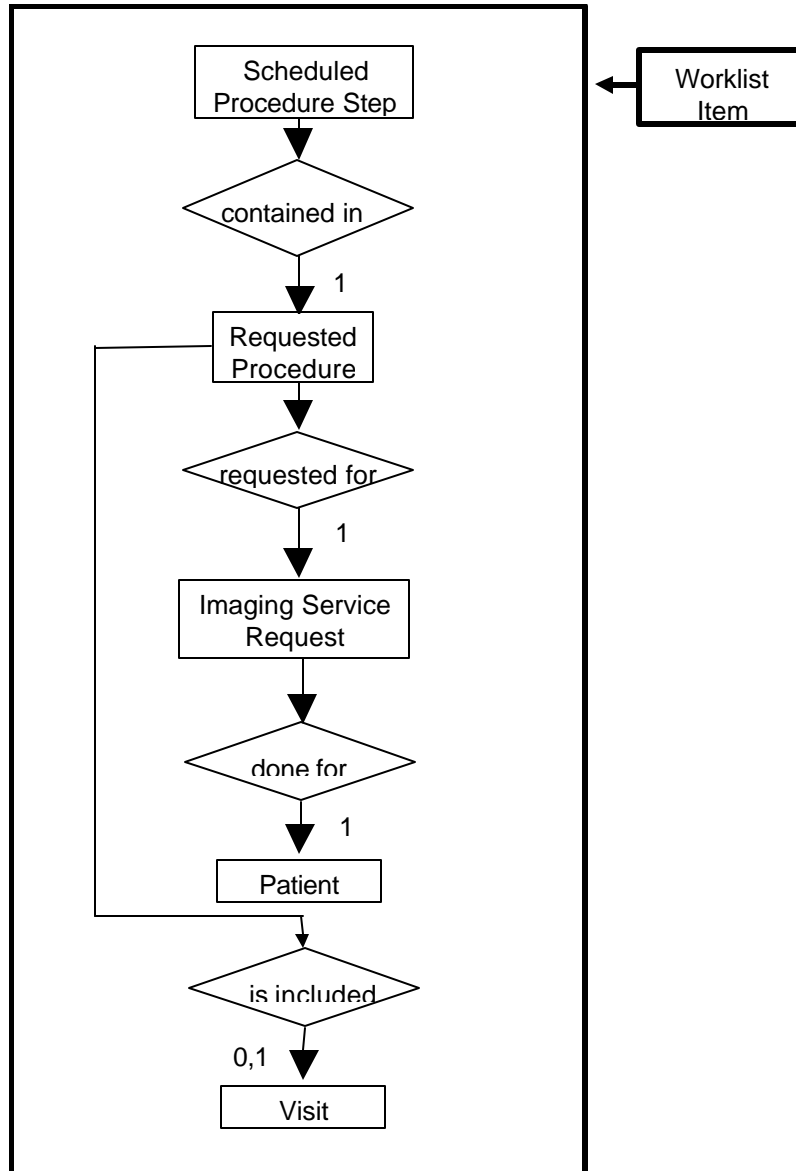 Scheduled
Procedure Step
Worklist
Item
contained in
1
Requested
Procedure
requested for
1
Imaging Service
Request
done for
1
Patient
is included
0,1
Visit